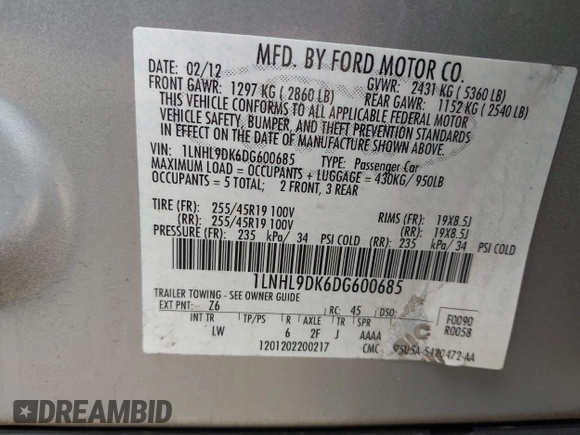 MFD. BY FORD MOTOR CO.
DATE: 02/12 GVWR: 2431 KG ( 5360 LB)
FRONT GAWR: 1297 KG ( 2860 LB) REAR GAWR: 1152 KG ( 2540 LB)
THIS VEHICLE CONFORMS TO ALL APPLICABLE FEDERAL MOTOR
VEHICLE SAFETY, BUMPER, AND THEFT PREVENTION STANDARDS
IN EFFECT ON THE DATE OF MANUFACTURE SHOWN ABOVE.
VIN: 1LNHL9DK6DG600685 TYPE: Passenger Car
MAXIMUM LOAD = OCCUPANTS + LUGGAGE = 430KG/ 950LB
OCCUPANTS = 5 TOTAL; 2 FRONT, 3 REAR
TIRE (FR): 255/45R19 100V RIMS (FR): 19X8.5J
(RR): 255/45R19 100V (RR): 19X8.5J
PRESSURE (FR): 235 kPa/ 34 PSI COLD (RR): 235 kPa/ 34 PSI COLD
1LNHL9DK6DG600685
TRAILER TOWING - SEE OWNER GUIDE
EXT PNT: Z6 RC: 45 DSO: F0090
R0058
INT TR TP/PS R AXLE TR SPR
LW 6 2F J AAAA C
1201202200217 CMC
DREAMBID